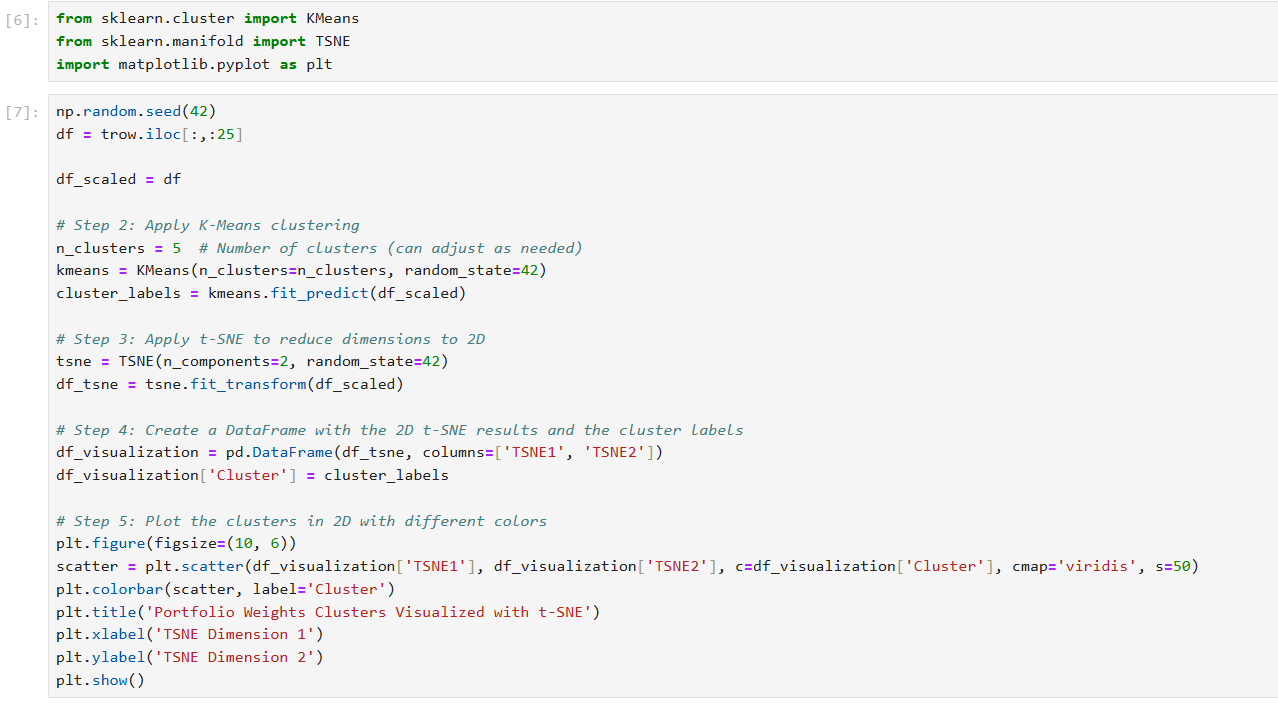 [6]:
from sklearn.cluster import KMeans
from sklearn.manifold import TSNE
import matplotlib.pyplot as plt
[7]:
np.random.seed(42)
df = trow.iloc[:,:25]
df_scaled = df
# Step 2: Apply K-Means clustering
n_clusters = 5  # Number of clusters (can adjust as needed)
kmeans = KMeans(n_clusters=n_clusters, random_state=42)
cluster_labels = kmeans.fit_predict(df_scaled)
# Step 3: Apply t-SNE to reduce dimensions to 2D
tsne = TSNE(n_components=2, random_state=42)
df_tsne = tsne.fit_transform(df_scaled)
# Step 4: Create a DataFrame with the 2D t-SNE results and the cluster labels
df_visualization = pd.DataFrame(df_tsne, columns=['TSNE1', 'TSNE2'])
df_visualization['Cluster'] = cluster_labels
# Step 5: Plot the clusters in 2D with different colors
plt.figure(figsize=(10, 6))
scatter = plt.scatter(df_visualization['TSNE1'], df_visualization['TSNE2'], c=df_visualization['Cluster'], cmap='viridis', s=50)
plt.colorbar(scatter, label='Cluster')
plt.title('Portfolio Weights Clusters Visualized with t-SNE')
plt.xlabel('TSNE Dimension 1')
plt.ylabel('TSNE Dimension 2')
plt.show()